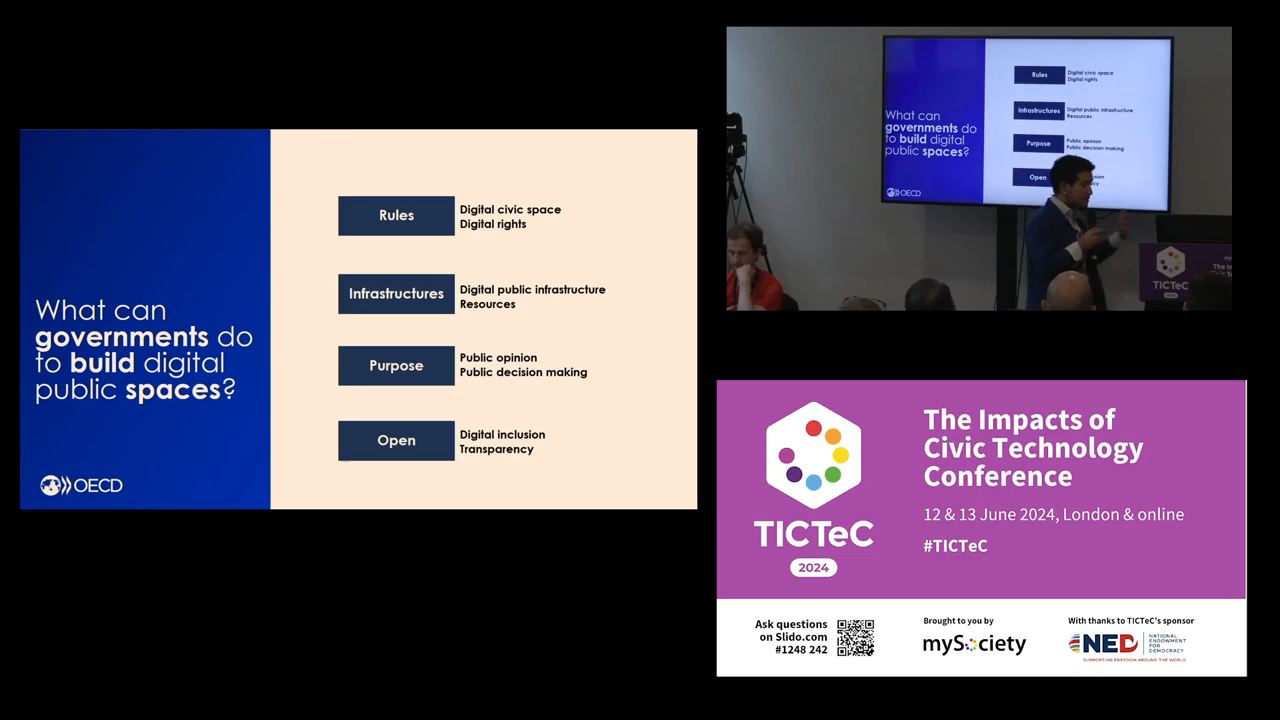 What can
governments do
to build digital
public spaces?
OECD
Rules
Digital civic space
Digital rights
Infrastructures
Digital public infrastructure
Resources
Purpose
Public opinion
Public decision making
Open
Digital inclusion
Transparency
What can
governments do
to build digital
public spaces?
OECD
Rules
Digital civic space
Digital rights
Infrastructures
Digital public infrastructure
Resources
Purpose
Public opinion
Public decision making
Open
TICTeC
TICTeC
2024
The Impacts of
Civic Technology
Conference
12 & 13 June 2024, London & online
#TICTeC
Ask questions
on Slido.com
#1248 242
Brought to you by
mySociety
With thanks to TICTeC's sponsor
NED
NATIONAL
ENDOWMENT
FOR
DEMOCRACY
SUPPORTING FREEDOM AROUND THE WORLD